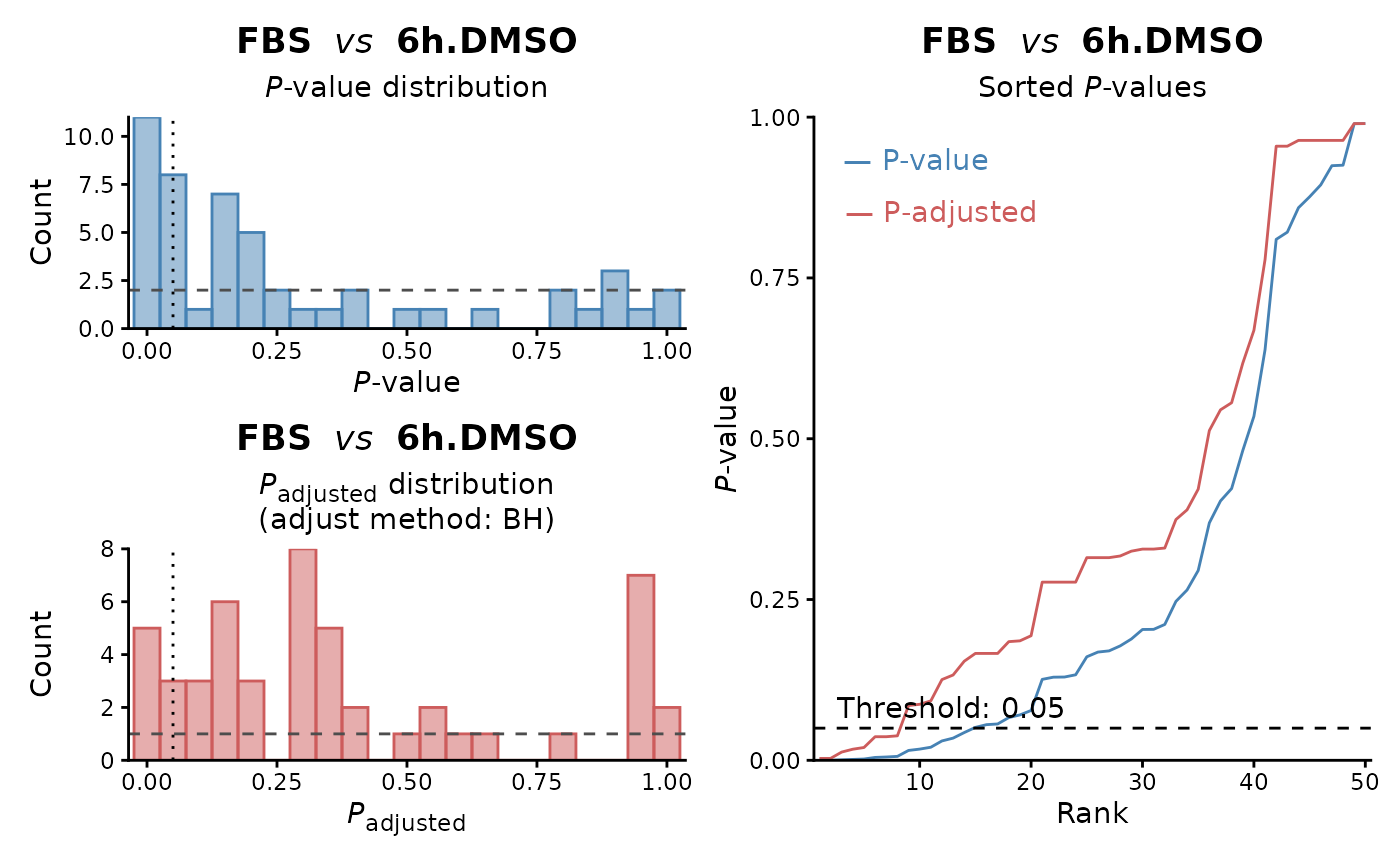 FBS vs 6h.DMSO
P-value distribution
10.0
7.5
5.0
2.5
0.0
Count
0.00 0.25 0.50 0.75 1.00
P-value
FBS vs 6h.DMSO
Padjusted distribution
(adjust method: BH)
8
6
4
2
0
Count
0.00 0.25 0.50 0.75 1.00
Padjusted
FBS vs 6h.DMSO
Sorted P-values
1.00
0.75
0.50
0.25
0.00
P-value
P-value
P-adjusted
Threshold: 0.05
10 20 30 40 50
Rank